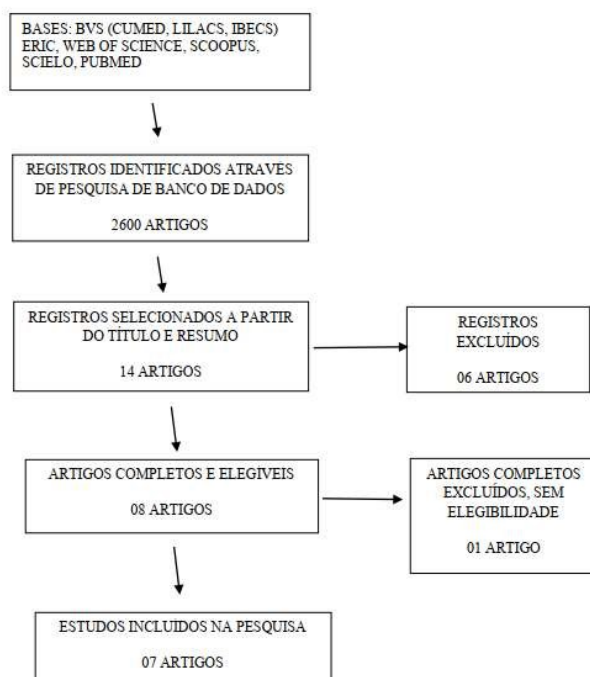 BASES: BVS (CUMED, LILACS, IBECS)
ERIC, WEB OF SCIENCE, SCOOPUS,
SCIELO, PUBMED
REGISTROS IDENTIFICADOS ATRAVÉS
DE PESQUISA DE BANCO DE DADOS
2600 ARTIGOS
REGISTROS SELECIONADOS A PARTIR
DO TÍTULO E RESUMO
14 ARTIGOS
REGISTROS
EXCLUÍDOS
06 ARTIGOS
ARTIGOS COMPLETOS E ELEGÍVEIS
08 ARTIGOS
ARTIGOS COMPLETOS
EXCLUÍDOS, SEM
ELEGIBILIDADE
01 ARTIGO
ESTUDOS INCLUÍDOS NA PESQUISA
07 ARTIGOS